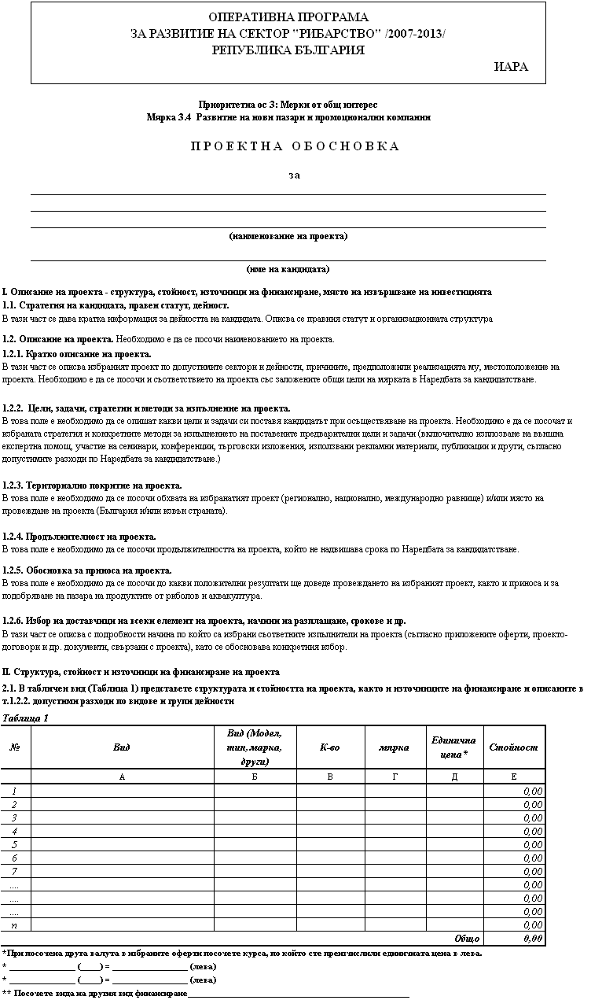 ОПЕРАТИВНА ПРОГРАМА
ЗА РАЗВИТИЕ НА СЕКТОР "РИБАРСТВО" /2007-2013/
РЕПУБЛИКА БЪЛГАРИЯ
ИАРА
Приоритетна ос 3: Мерки от общ интерес
Мярка 3.4 Развитие на нови пазари и промоционални компании
П Р О Е К Т Н А О Б О С Н О В К А
за
(наименование на проекта)
(име на кандидата)
I. Описание на проекта - структура, стойност, източници на финансиране, място на извършване на инвестицията
1.1. Стратегия на кандидата, правен статут, дейност.
В тази част се дава кратка информация за дейността на кандидата. Описва се правния статут и организационната структура
1.2. Описание на проекта. Необходимо е да се посочи наименованието на проекта.
1.2.1. Кратко описание на проекта.
В тази част се описва избраният проект по допустимите сектори и дейности, причините, предположили реализацията му, местоположение на
проекта. Необходимо е да се посочи и съответствието на проекта със заложените общи цели на мярката в Наредбата за кандидатстване.
1.2.2. Цели, задачи, стратегии и методи за изпълнение на проекта.
В това поле е необходимо да се опишат какви цели и задачи си поставя кандидатът при осъществяване на проекта. Необходимо е да се посочат и
избраната стратегия и конкретните методи за изпълнението на поставените предварителни цели и задачи (включително изплозване на външна
експертна помощ, участие на семинари, конференции, търговски изложения, използвани рекламни материали, публикации и други, съгласно
допустимите разходи по Наредбата за кандидатстване.)
1.2.3. Териториално покритие на проекта.
В това поле е необходимо да се посочи обхвата на избранатият проект (регионално, национално, международно равнище) и/или място на
провеждане на проекта (България и/или извън страната).
1.2.4. Продължителност на проекта.
В това поле е необходимо да се посочи продължителността на проекта, който не надвишава срока по Наредбата за кандидатстване.
1.2.5. Обосновка за приноса на проекта.
В това поле е необходимо да се посочи до какви положителни резултати ще доведе провеждането на избраният проект, както и приноса и за
подобряване на пазара на продуктите от риболов и аквакултура.
1.2.6. Избор на доставчици на всеки елемент на проекта, начини на разплащане, срокове и др.
В тази част се описва с подробности начина по който са избрани съответните изпълнители на проекта (съгласно приложените оферти, проекто-
договори и др. документи, свързани с проекта), като се обосновава конкретния избор.
II. Структура, стойност и източници на финансиране на проекта
2.1. В табличен вид (Таблица 1) представете структурата и стойността на проекта, както и източниците на финансиране и описаните в
т.1.2.2. допустими разходи по видове и групи дейности
Таблица 1
№ Вид Вид (Модел, тип, марка, други) К-во мярка Единична цена* Стойност
А Б В Г Д Е
1 0,00
2 0,00
3 0,00
4 0,00
5 0,00
6 0,00
7 0,00
.... 0,00
.... 0,00
.... 0,00
n 0,00
Общо 0,00
*При посочена друга валута в избраните оферти посочете курса, по който сте преизчислили единичната цена в лева.
* ______________ (____) = ________________ (лева)
* ______________ (____) = ________________ (лева)
** Посочете вида на другия вид финансиране_______________________________________________